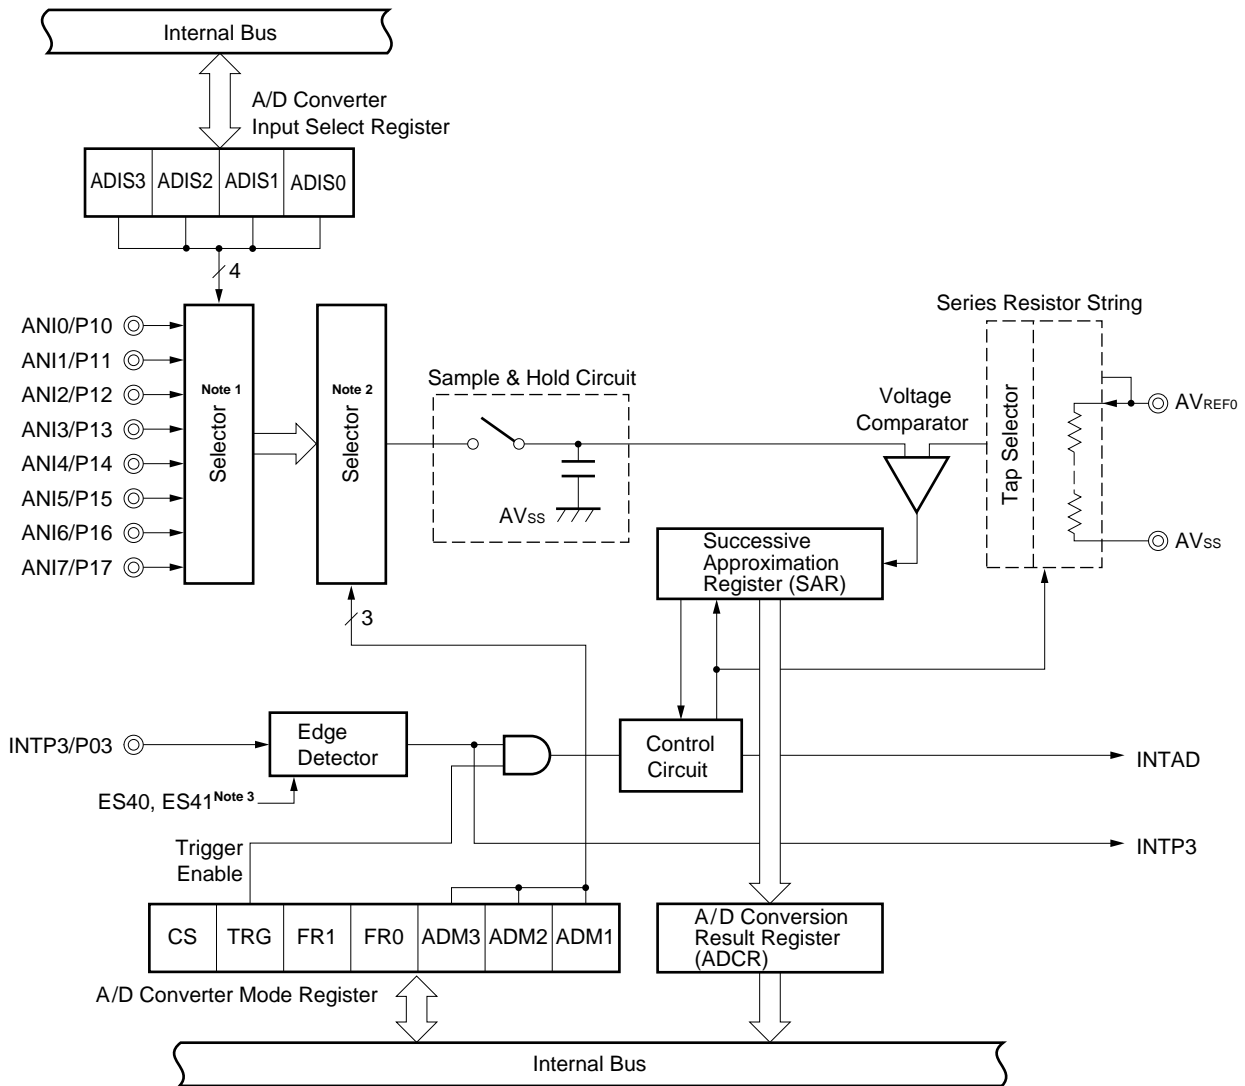 Internal Bus
A/D Converter
Input Select Register
ADIS3 ADIS2 ADIS1 ADIS0
4
Series Resistor String
ANI0/P10
ANI1/P11
ANI2/P12
ANI3/P13
ANI4/P14
ANI5/P15
ANI6/P16
ANI7/P17
Note 1
Selector
Note 2
Selector
Sample & Hold Circuit
AVSS
Voltage
Comparator
Tap Selector
AVREF0
AVSS
Successive
Approximation
Register (SAR)
3
INTP3/P03
Edge
Detector
Control
Circuit
INTAD
ES40, ES41Note 3
Trigger
Enable
INTP3
CS TRG FR1 FR0 ADM3 ADM2 ADM1
A/D Conversion
Result Register
(ADCR)
A/D Converter Mode Register
Internal Bus